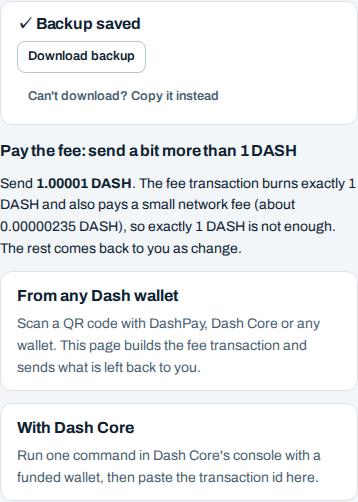 ✓ Backup saved
Download backup
Can't download? Copy it instead
Pay the fee: send a bit more than 1 DASH
Send 1.00001 DASH. The fee transaction burns exactly 1
DASH and also pays a small network fee (about
0.00000235 DASH), so exactly 1 DASH is not enough.
The rest comes back to you as change.
From any Dash wallet
Scan a QR code with DashPay, Dash Core or any
wallet. This page builds the fee transaction and
sends what is left back to you.
With Dash Core
Run one command in Dash Core's console with a
funded wallet, then paste the transaction id here.